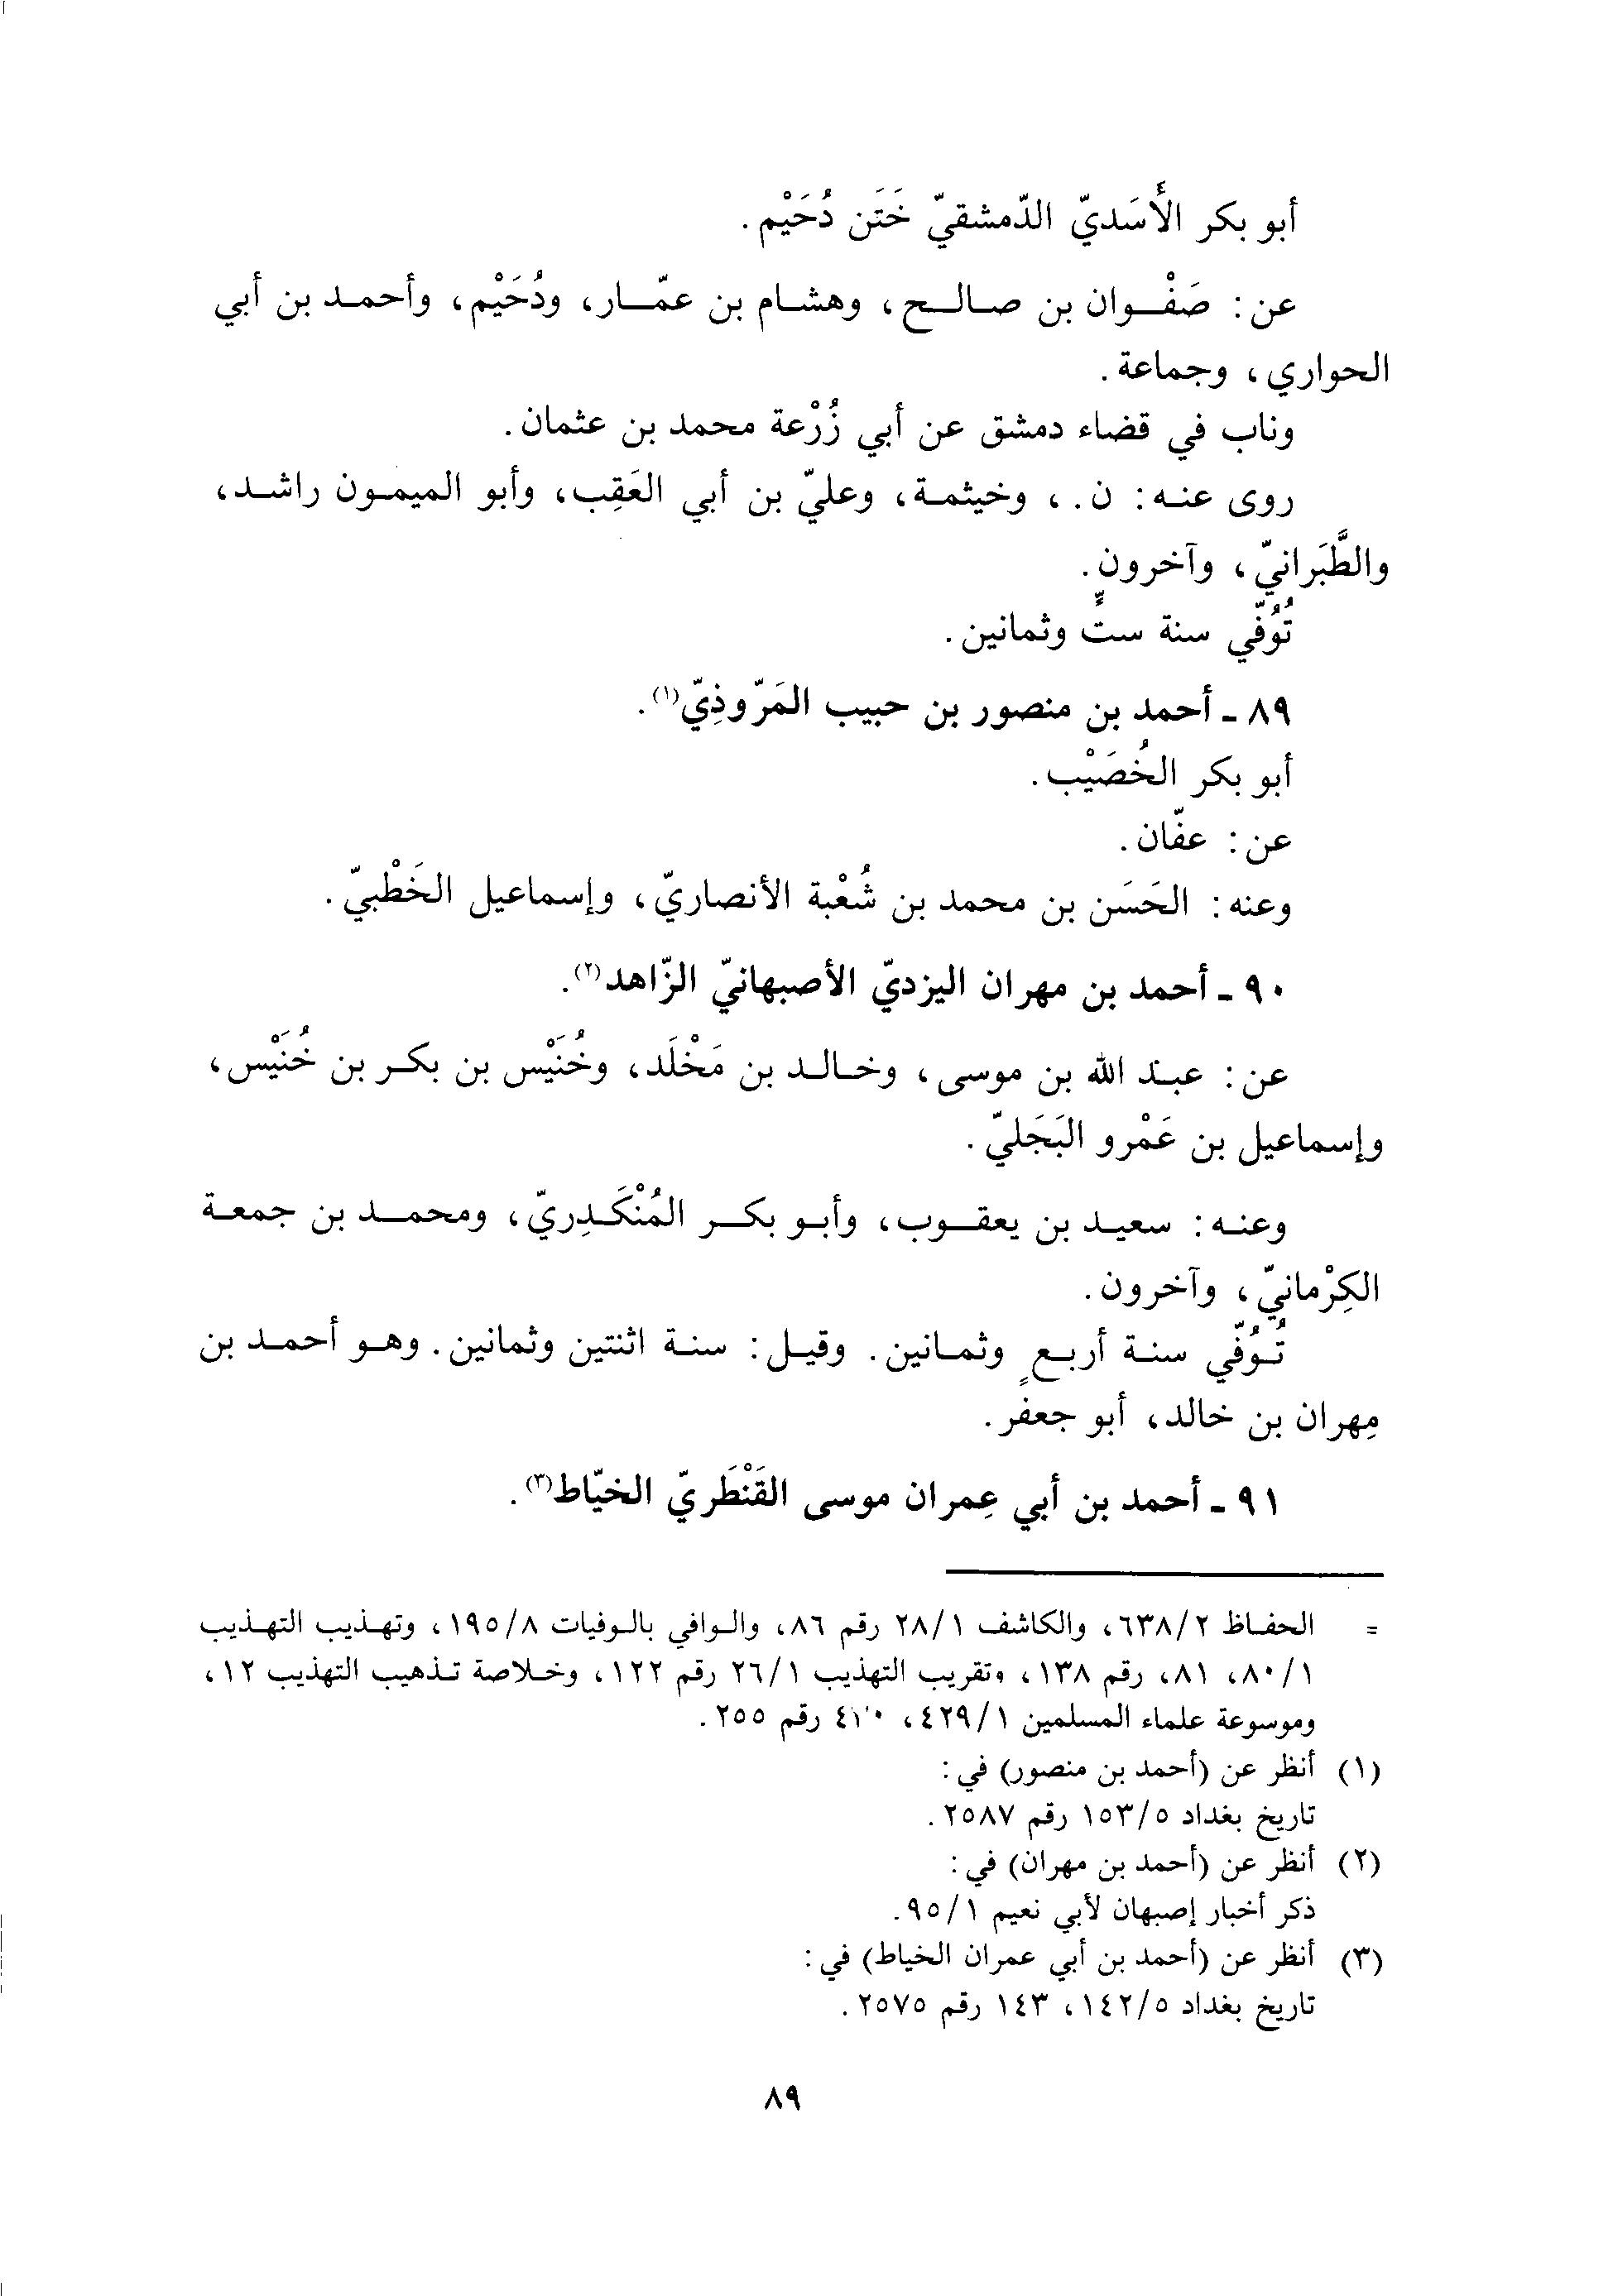 أبو بكر الأَسَديّ الدّمشقيّ خَتَن دُحَيْم.
عن: صَفْوان بن صالح، وهشام بن عمّار، ودُحَيْم، وأحمد بن أبي
الحواري، وجماعة.
وناب في قضاء دمشق عن أبي زُرْعة محمد بن عثمان.
روى عنه: ن.، وخيثمة، وعليّ بن أبي العَقِب، وأبو الميمون راشد،
والطَّبَرانيّ، وآخرون.
تُوُفّي سنة ستٍّ وثمانين.
٨٩ - أحمد بن منصور بن حبيب المَرّوذِيّ(١).
أبو بكر الخُصَيْب.
عن: عفّان.
وعنه: الحَسَن بن محمد بن شُعْبة الأنصاريّ، وإسماعيل الخَطْبيّ.
٩٠ - أحمد بن مهران اليزديّ الأصبهانيّ الزّاهد(٢).
عن: عبد الله بن موسى، وخالد بن مَخْلَد، وخُنَيْس بن بكر بن خُنَيْس،
وإسماعيل بن عَمْرو البَجَليّ.
وعنه: سعيد بن يعقوب، وأبو بكر المُنْكَدِريّ، ومحمد بن جمعة
الكِرْمانيّ، وآخرون.
تُوُفّي سنة أربعٍ وثمانين. وقيل: سنة اثنتين وثمانين. وهو أحمد بن
مِهران بن خالد، أبو جعفر.
٩١ - أحمد بن أبي عِمران موسى القَنْطَريّ الخيّاط(٣).
= الحفاظ ٦٣٨/٢، والكاشف ٢٨/١ رقم ٨٦، والوافي بالوفيات ١٩٥/٨، وتهذيب التهذيب
٨٠/١، ٨١، رقم ١٣٨، وتقريب التهذيب ٢٦/١ رقم ١٢٢، وخلاصة تذهيب التهذيب ١٢،
وموسوعة علماء المسلمين ٤٢٩/١، رقم ٢٥٥.
(١) أنظر عن (أحمد بن منصور) في:
تاريخ بغداد ١٥٣/٥ رقم ٢٥٨٧.
(٢) أنظر عن (أحمد بن مهران) في:
ذكر أخبار إصبهان لأبي نعيم ٩٥/١.
(٣) أنظر عن (أحمد بن أبي عمران الخياط) في:
تاريخ بغداد ١٤٢/٥، ١٤٣ رقم ٢٥٧٥.
٨٩